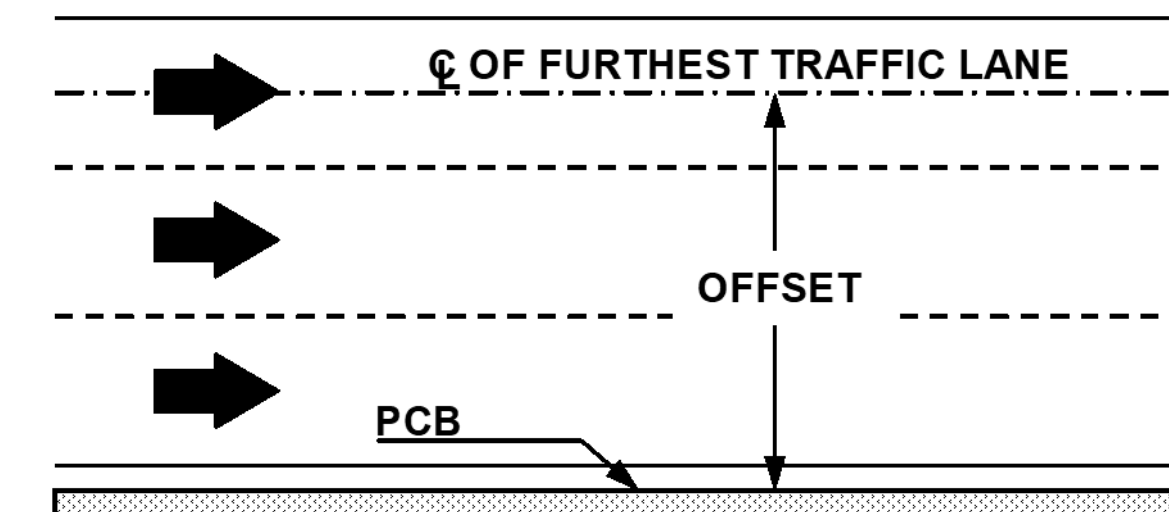 ℄ OF FURTHEST TRAFFIC LANE
OFFSET
PCB